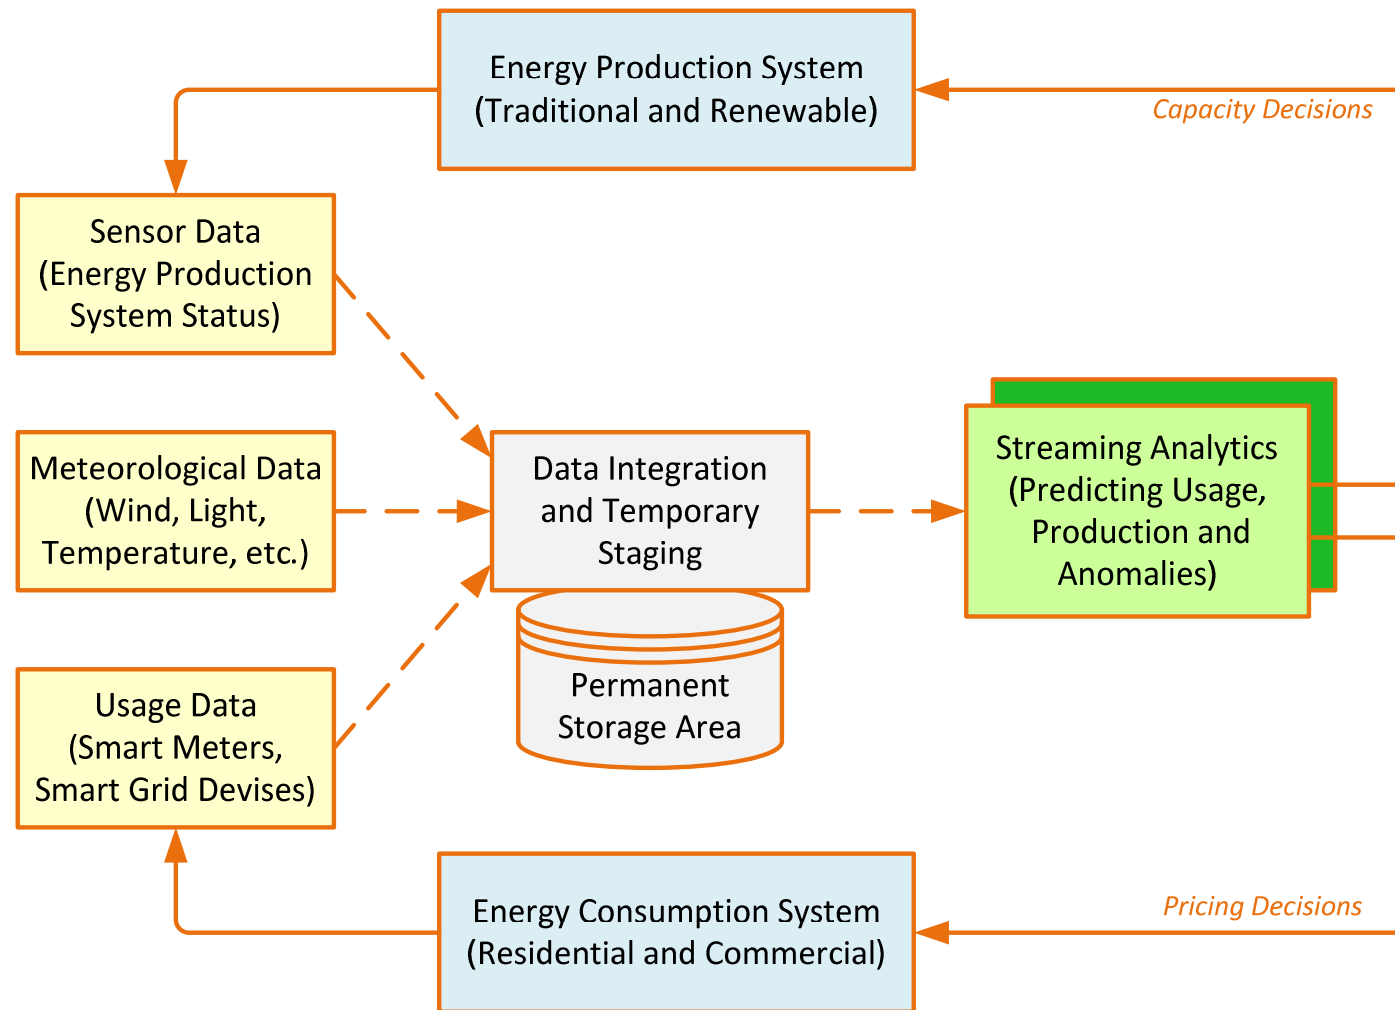 Energy Production System
(Traditional and Renewable)
Capacity Decisions
Sensor Data
(Energy Production
System Status)
Meteorological Data
(Wind, Light,
Temperature, etc.)
Data Integration
and Temporary
Staging
Streaming Analytics
(Predicting Usage,
Production and
Anomalies)
Permanent
Storage Area
Usage Data
(Smart Meters,
Smart Grid Devises)
Energy Consumption System
(Residential and Commercial)
Pricing Decisions